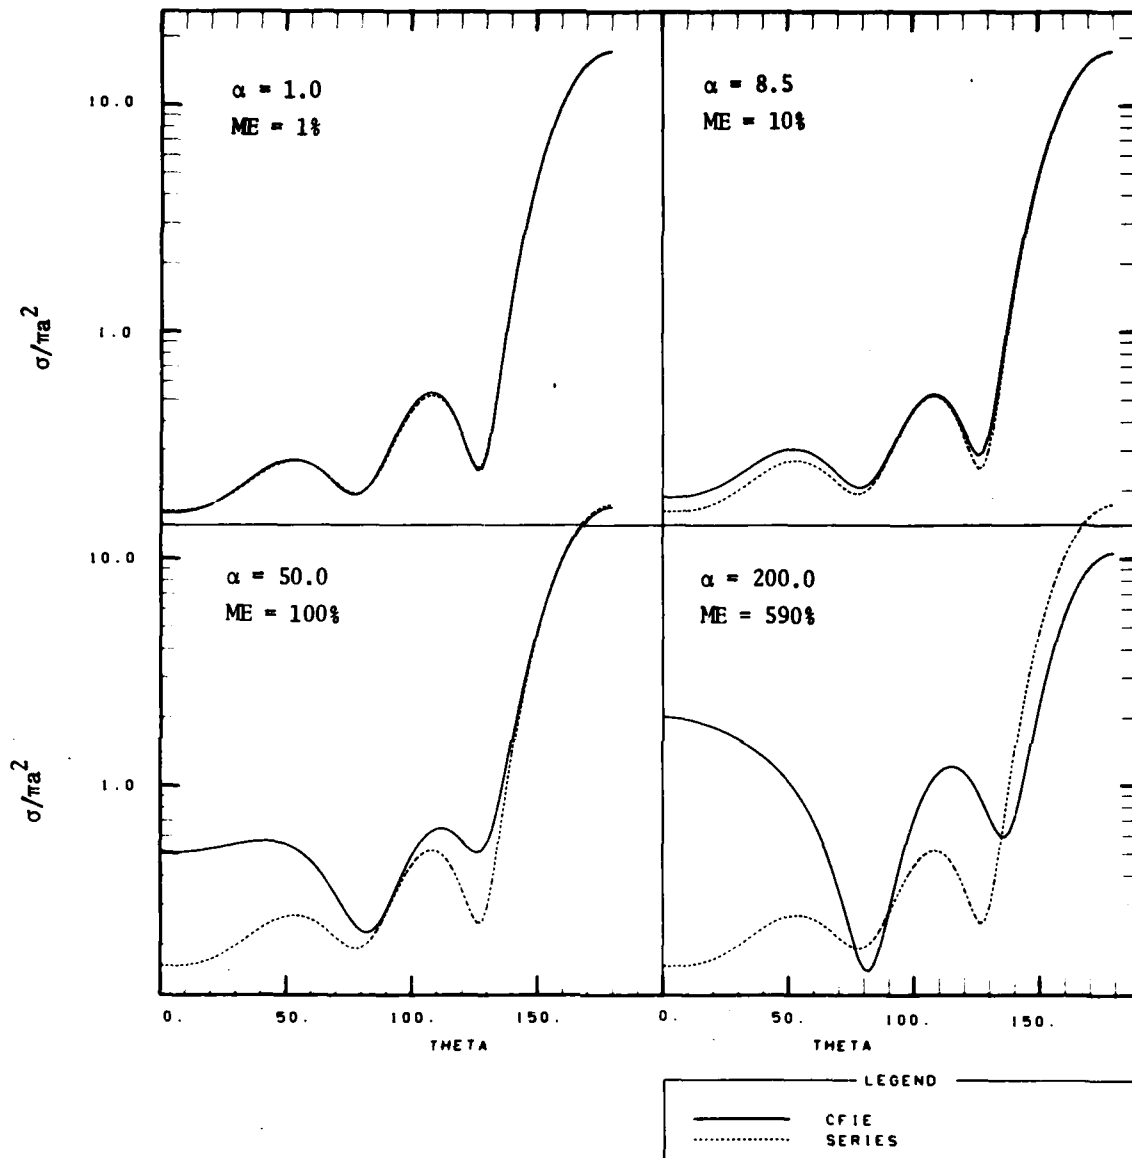 α = 1.0
ME = 1%
α = 8.5
ME = 10%
10.0
1.0
σ/πa²
α = 50.0
ME = 100%
α = 200.0
ME = 590%
10.0
1.0
σ/πa²
0. 50. 100. 150. 0. 50. 100. 150.
THETA THETA
LEGEND
CFIE
SERIES